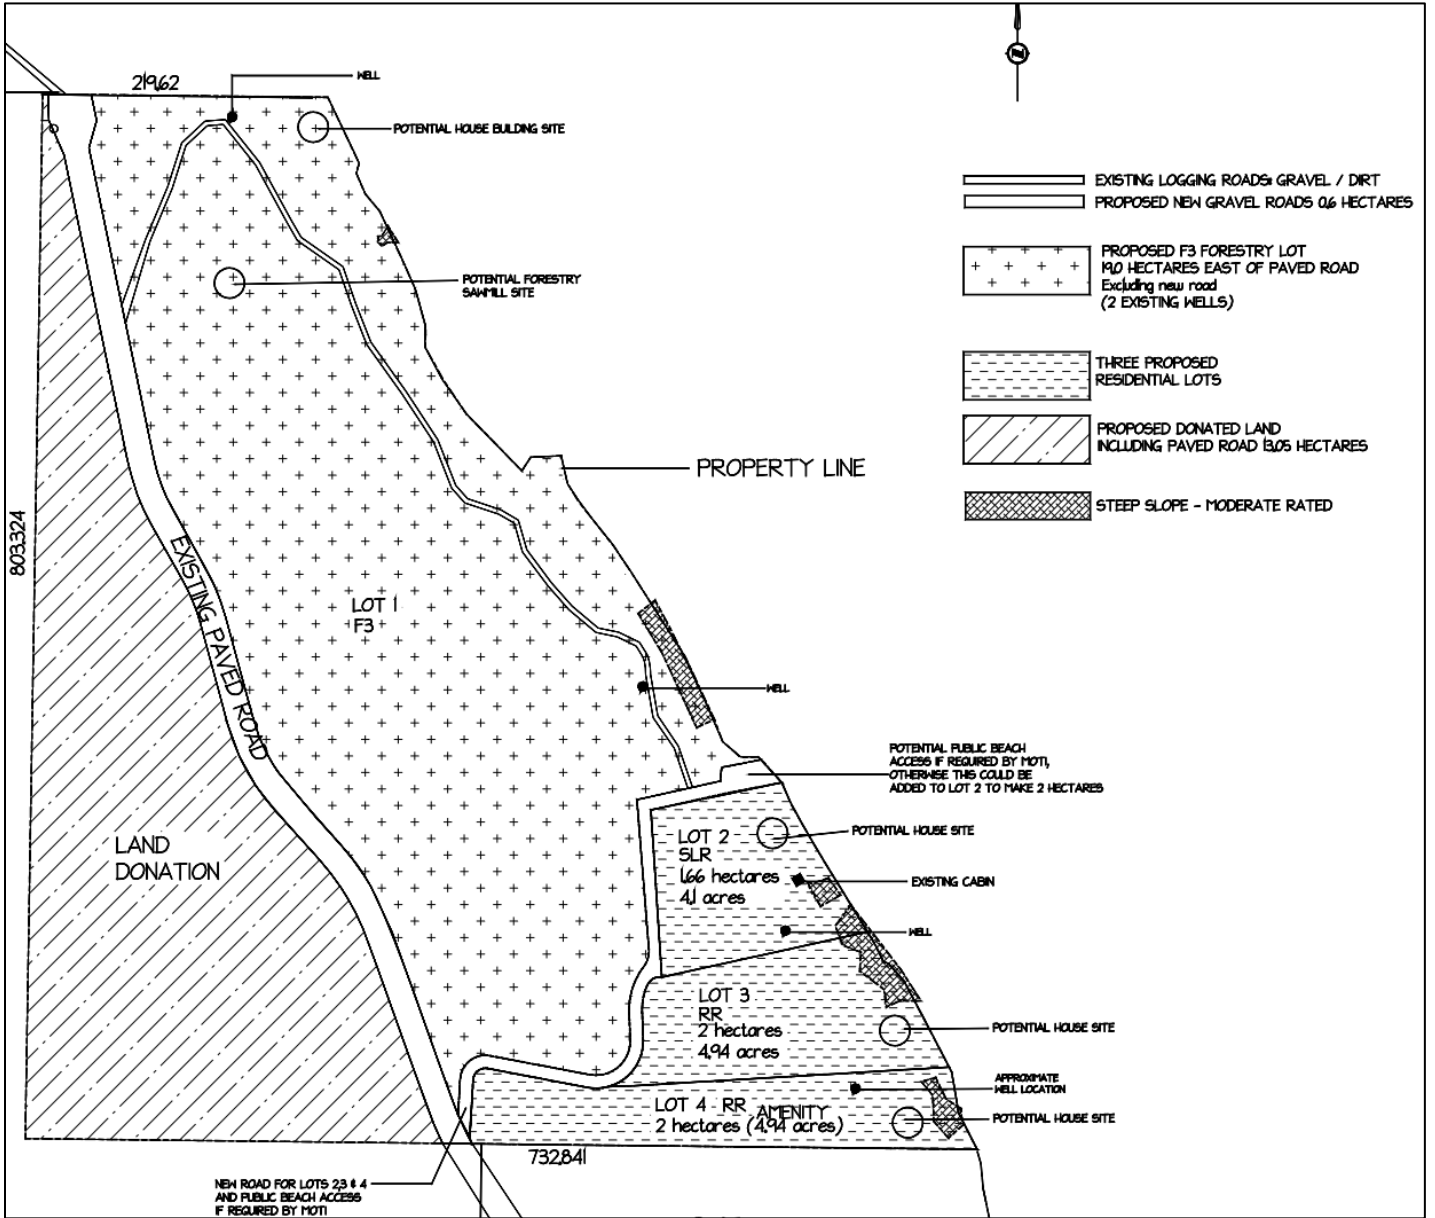 219.62
WELL
POTENTIAL HOUSE BUILDING SITE
Z
EXISTING LOGGING ROADS: GRAVEL / DIRT
PROPOSED NEW GRAVEL ROADS 0.6 HECTARES
PROPOSED F3 FORESTRY LOT
19.0 HECTARES EAST OF PAVED ROAD
Excluding new road
(2 EXISTING WELLS)
POTENTIAL FORESTRY
SAWMILL SITE
THREE PROPOSED
RESIDENTIAL LOTS
PROPOSED DONATED LAND
INCLUDING PAVED ROAD 13.05 HECTARES
PROPERTY LINE
STEEP SLOPE - MODERATE RATED
803.324
EXISTING PAVED ROAD
LOT 1
F3
WELL
POTENTIAL PUBLIC BEACH
ACCESS IF REQUIRED BY MOTI,
OTHERWISE THIS COULD BE
ADDED TO LOT 2 TO MAKE 2 HECTARES
LAND
DONATION
LOT 2
SLR
1.66 hectares
4.1 acres
POTENTIAL HOUSE SITE
EXISTING CABIN
WELL
LOT 3
RR
2 hectares
4.94 acres
POTENTIAL HOUSE SITE
APPROXIMATE
WELL LOCATION
LOT 4 RR AMENITY
2 hectares (4.94 acres)
POTENTIAL HOUSE SITE
732.841
NEW ROAD FOR LOTS 2,3 & 4
AND PUBLIC BEACH ACCESS
IF REQUIRED BY MOTI